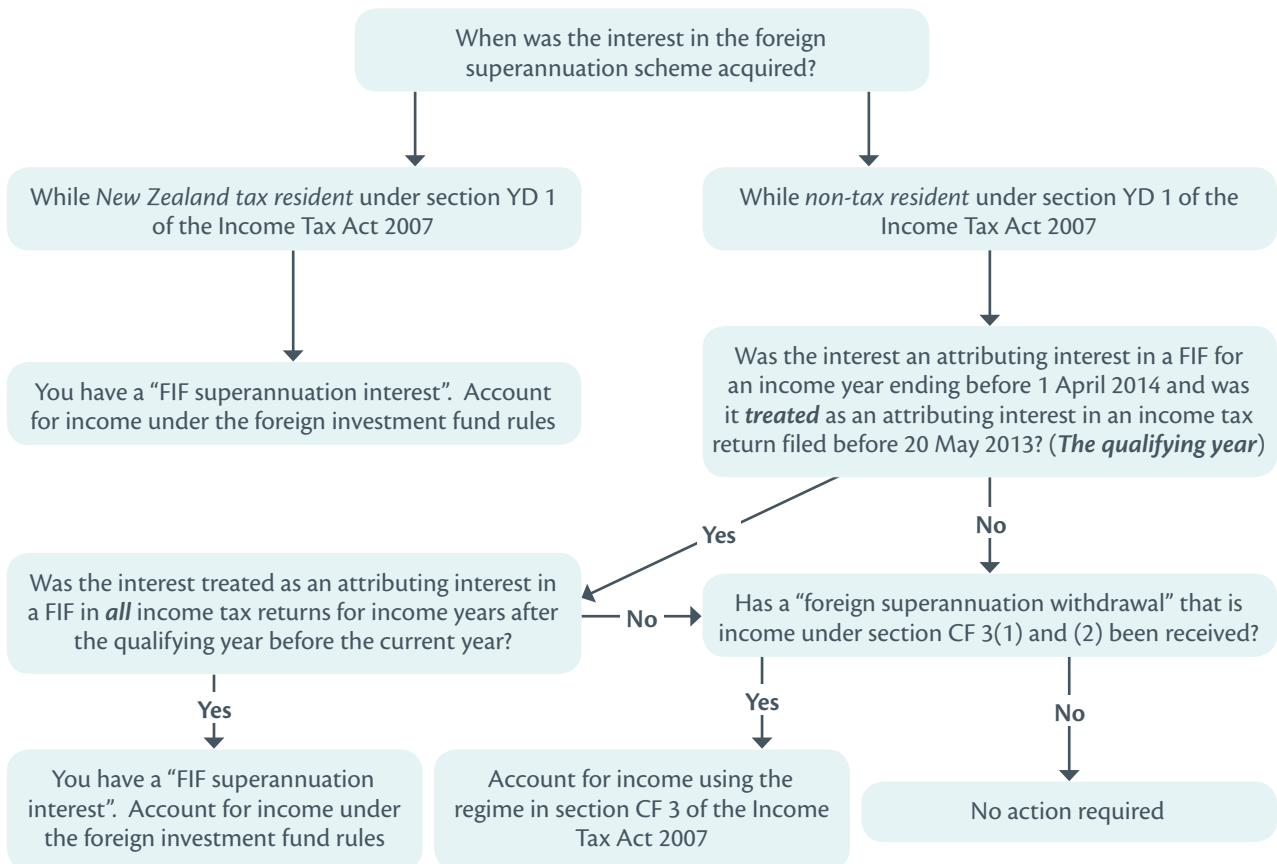 When was the interest in the foreign
superannuation scheme acquired?
While New Zealand tax resident under section YD 1
of the Income Tax Act 2007
While non-tax resident under section YD 1 of the
Income Tax Act 2007
You have a “FIF superannuation interest”. Account
for income under the foreign investment fund rules
Was the interest an attributing interest in a FIF for
an income year ending before 1 April 2014 and was
it treated as an attributing interest in an income tax
return filed before 20 May 2013? (The qualifying year)
Yes
No
Was the interest treated as an attributing interest in
a FIF in all income tax returns for income years after
the qualifying year before the current year?
No
Has a “foreign superannuation withdrawal” that is
income under section CF 3(1) and (2) been received?
Yes
Yes
No
You have a “FIF superannuation
interest”. Account for income under
the foreign investment fund rules
Account for income using the
regime in section CF 3 of the Income
Tax Act 2007
No action required